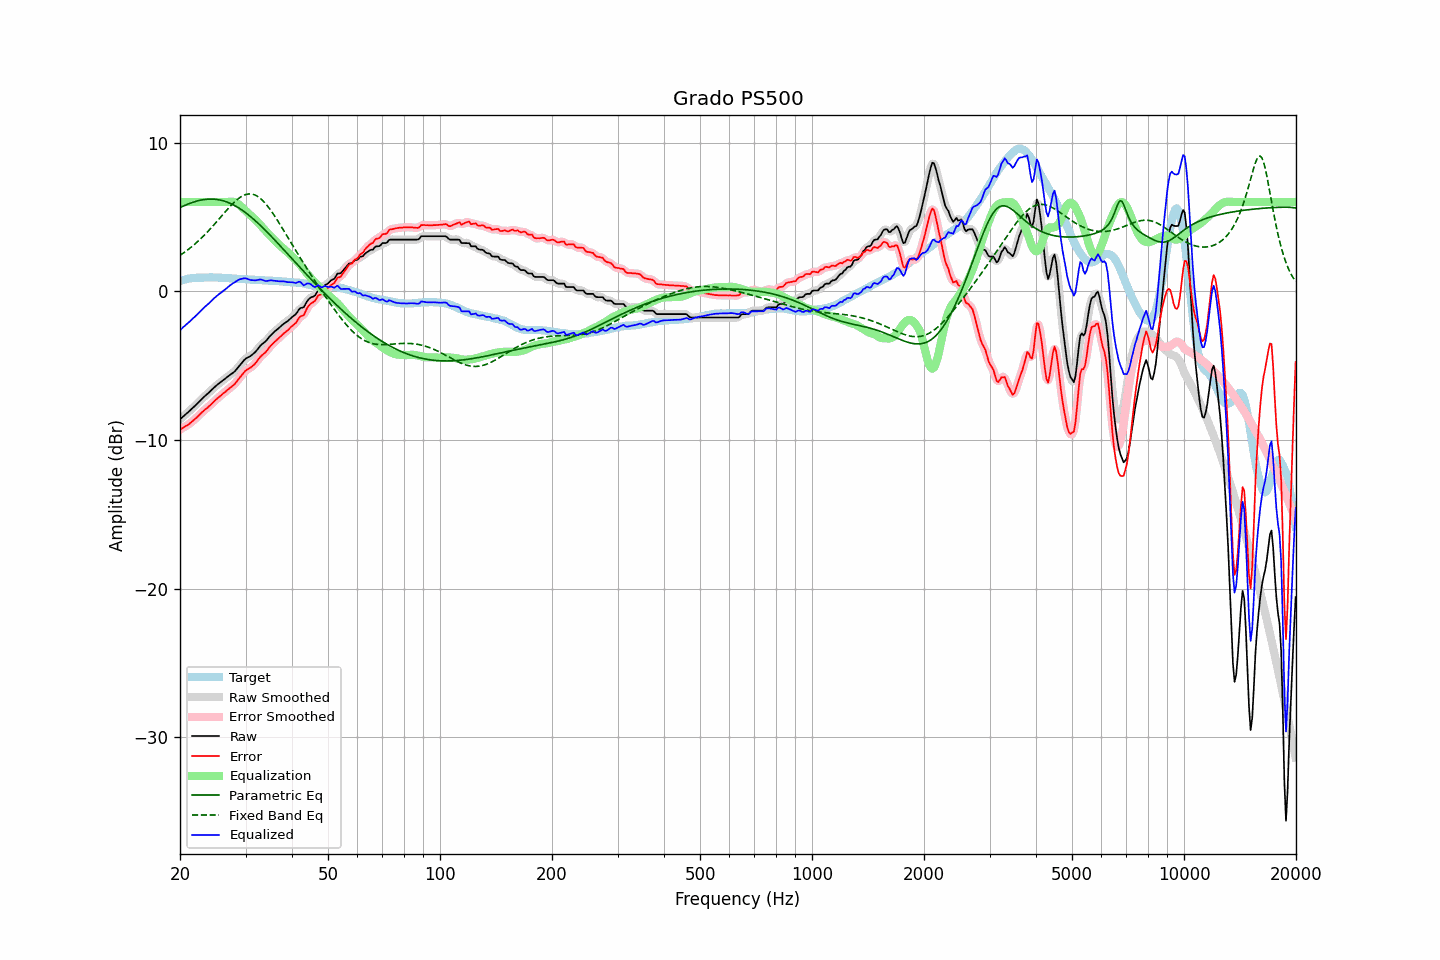 Grado PS500
Amplitude (dBr)
10
0
−10
−20
−30
Target
Raw Smoothed
Error Smoothed
Raw
Error
Equalization
Parametric Eq
Fixed Band Eq
Equalized
20 50 100 200 500 1000 2000 5000 10000 20000
Frequency (Hz)